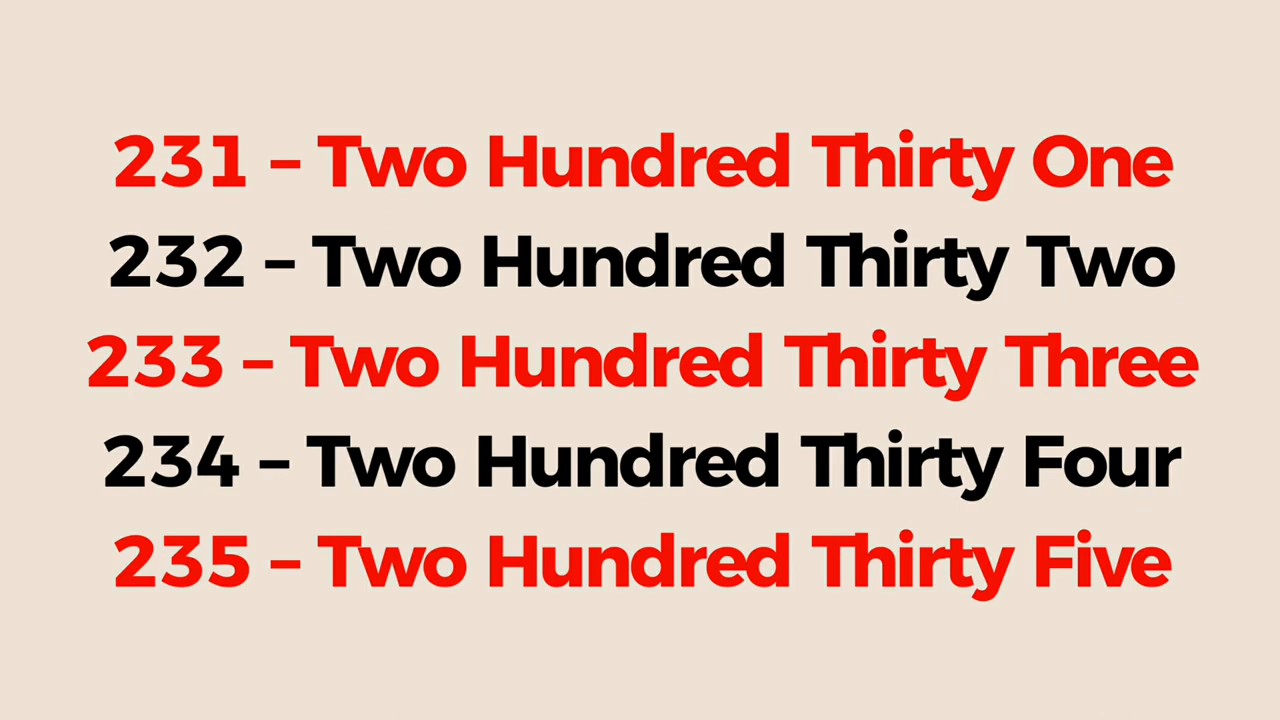 231 – Two Hundred Thirty One
232 – Two Hundred Thirty Two
233 – Two Hundred Thirty Three
234 – Two Hundred Thirty Four
235 – Two Hundred Thirty Five